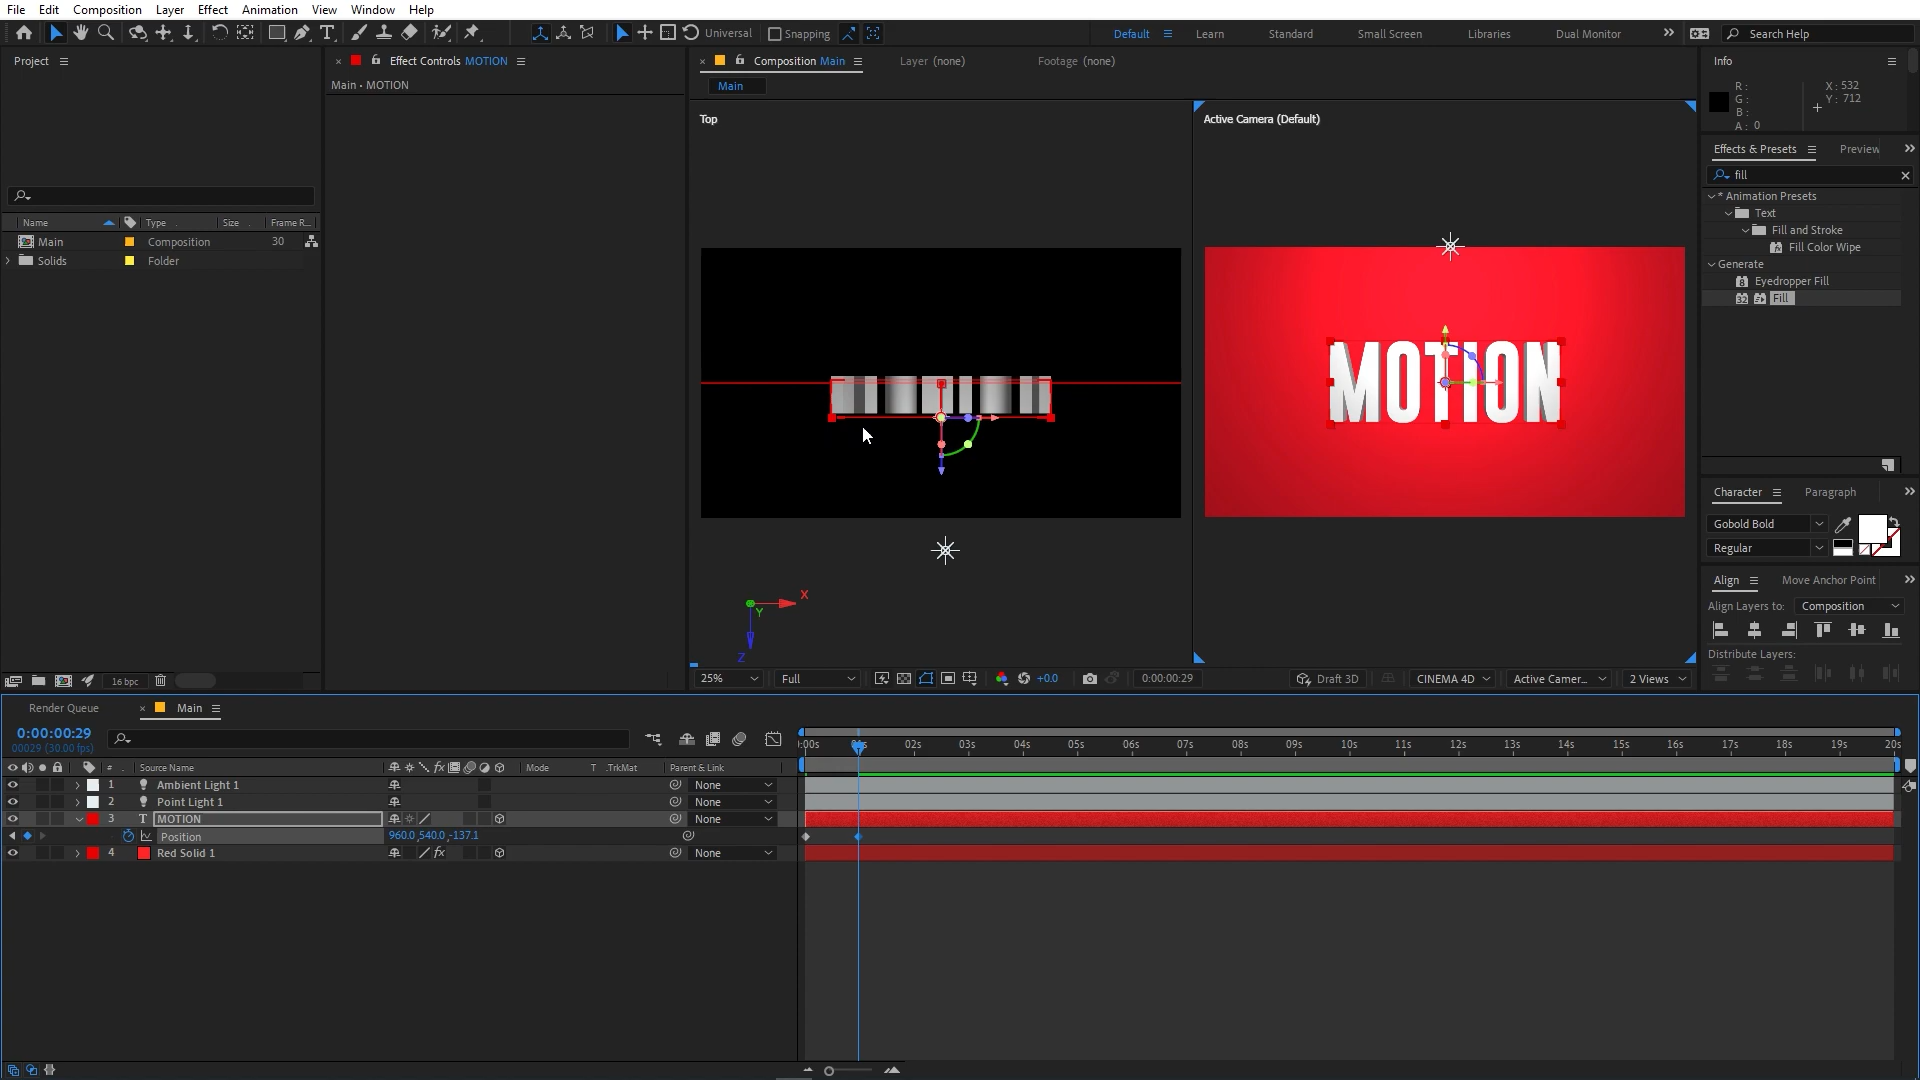 File Edit Composition Layer Effect Animation View Window Help
Universal Snapping Default Learn Standard Small Screen Libraries Dual Monitor Search Help
Project Effect Controls MOTION Composition Main Layer (none) Footage (none) Info
Main • MOTION Main
R: X: 532
G: Y: 712
B:
A: 0
Top Active Camera (Default)
Effects & Presets Preview
fill
* Animation Presets
Text
Fill and Stroke
Fill Color Wipe
Generate
Eyedropper Fill
32 Fill
Name Type Size Frame R...
Main Composition 30
Solids Folder
MOTION
X
Y
Z
Character Paragraph
Gobold Bold
Regular
Align Move Anchor Point
Align Layers to: Composition
Distribute Layers:
16 bpc 25% Full +0.0 0:00:00:29 Draft 3D CINEMA 4D Active Camer... 2 Views
Render Queue Main
0:00:00:29
00029 (30.00 fps)
:00s 02s 03s 04s 05s 06s 07s 08s 09s 10s 11s 12s 13s 14s 15s 16s 17s 18s 19s 20s
# Source Name Mode T .TrkMat Parent & Link
1 Ambient Light 1 None
2 Point Light 1 None
3 T MOTION None
Position 960.0,540.0,-137.1
4 Red Solid 1 None